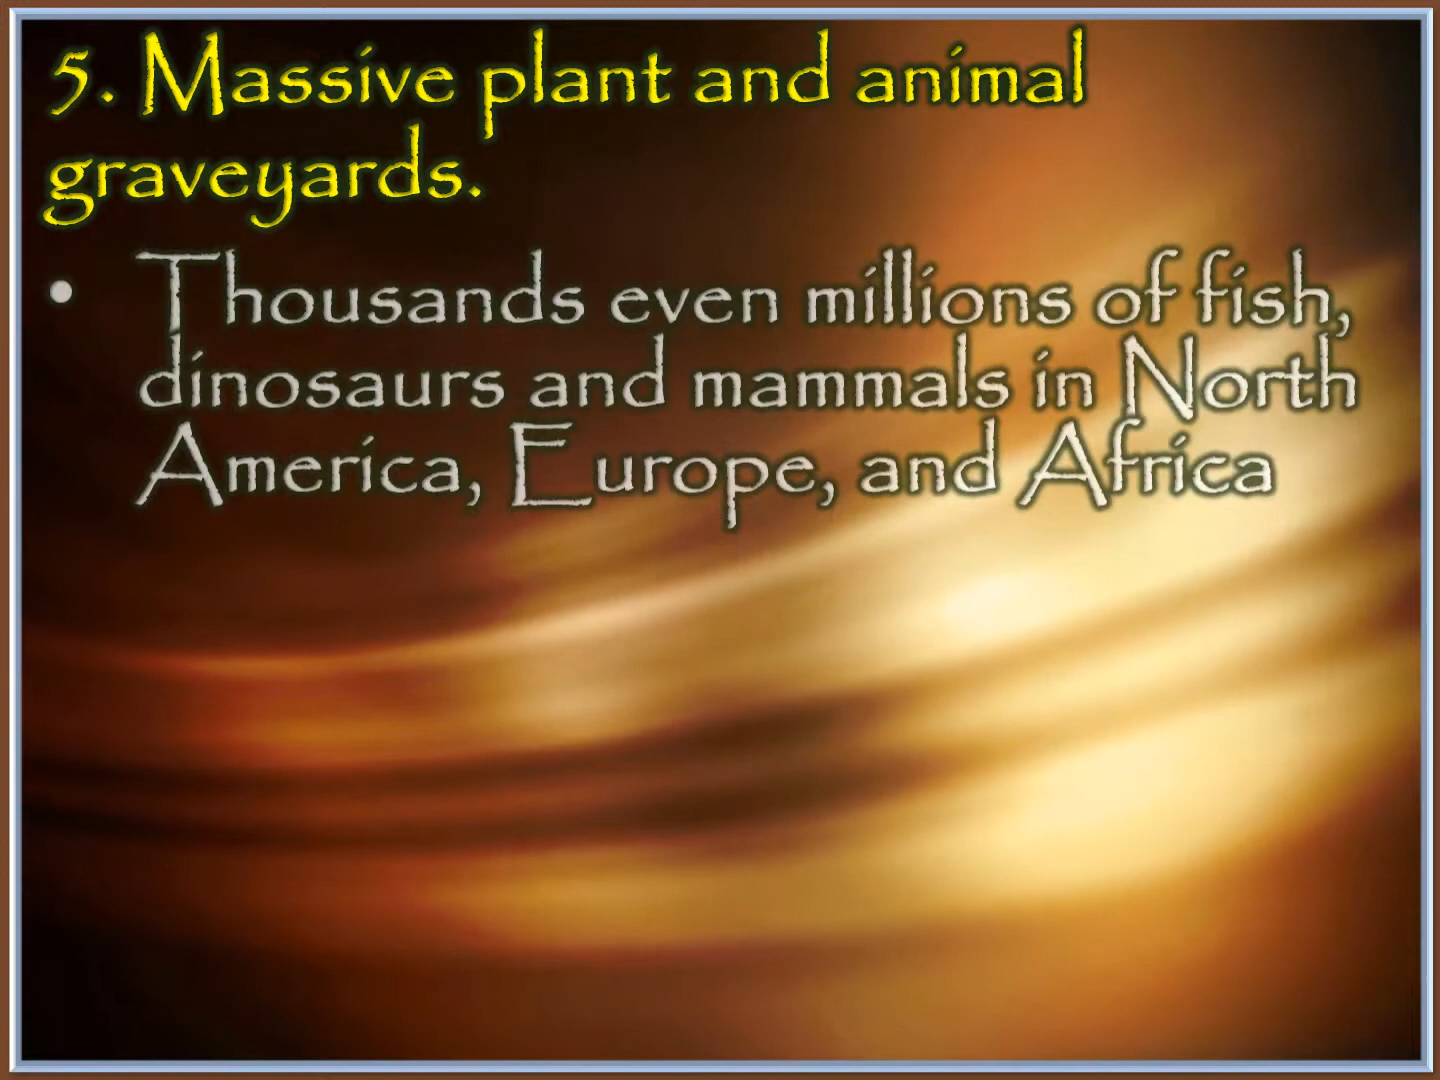 5. Massive plant and animal
graveyards.
• Thousands even millions of fish,
dinosaurs and mammals in North
America, Europe, and Africa